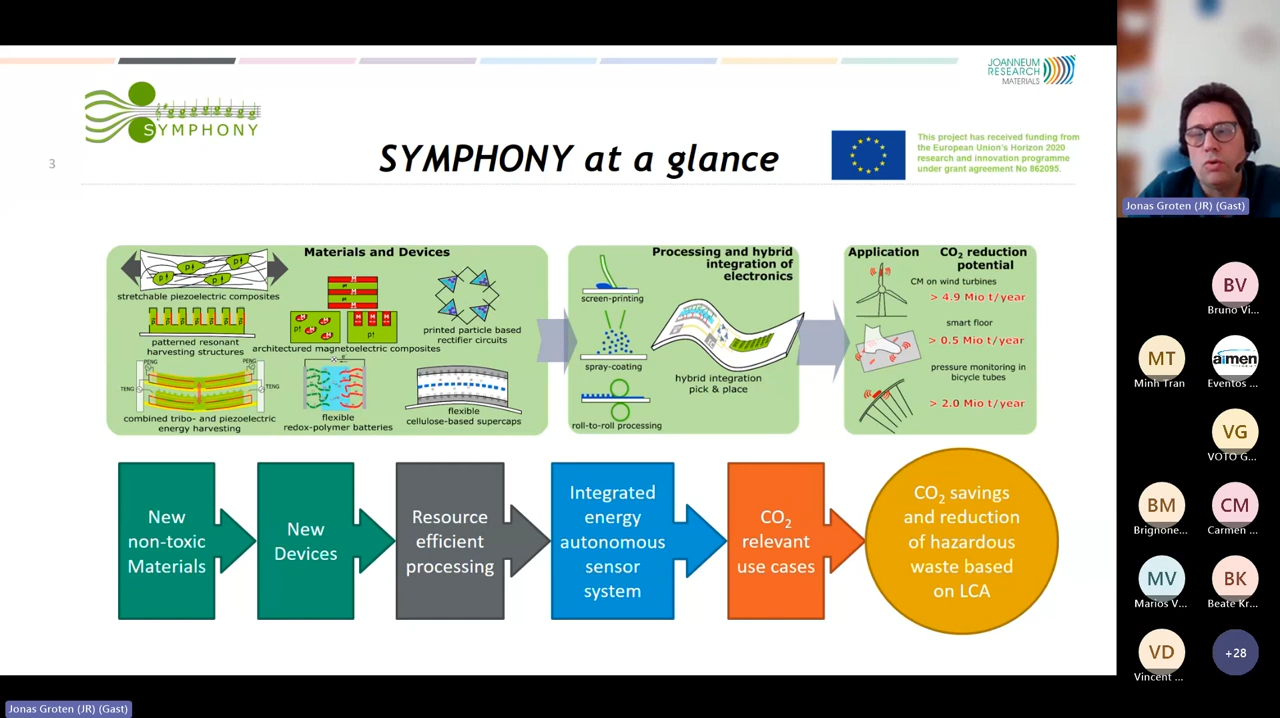 JOANNEUM
RESEARCH
MATERIALS
SYMPHONY
3
SYMPHONY at a glance
This project has received funding from
the European Union's Horizon 2020
research and innovation programme
under grant agreement No 862095.
Materials and Devices
stretchable piezoelectric composites
patterned resonant
harvesting structures
architectured magnetoelectric composites
printed particle based
rectifier circuits
PENG
PENG
TENG
TENG
combined tribo- and piezoelectric
energy harvesting
flexible
redox-polymer batteries
flexible
cellulose-based supercaps
Processing and hybrid
integration of
electronics
screen-printing
spray-coating
roll-to-roll processing
hybrid integration
pick & place
Application
CO₂ reduction
potential
CM on wind turbines
> 4.9 Mio t/year
smart floor
> 0.5 Mio t/year
pressure monitoring in
bicycle tubes
> 2.0 Mio t/year
New
non-toxic
Materials
New
Devices
Resource
efficient
processing
Integrated
energy
autonomous
sensor
system
CO₂
relevant
use cases
CO₂ savings
and reduction
of hazardous
waste based
on LCA
Jonas Groten (JR) (Gast)
BV
Bruno Vi...
MT
Minh Tran
aimen
Eventos ...
VG
VOTO G...
BM
Brignone...
CM
Carmen ...
MV
Marios V...
BK
Beate Kr...
VD
Vincent ...
+28
Jonas Groten (JR) (Gast)